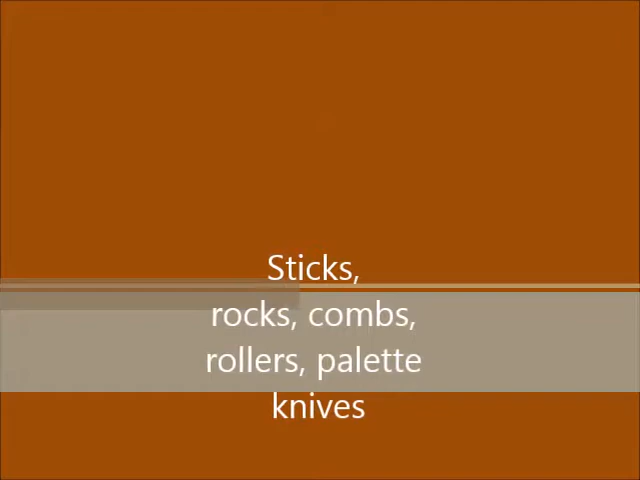 Sticks,
rocks, combs,
rollers, palette
knives